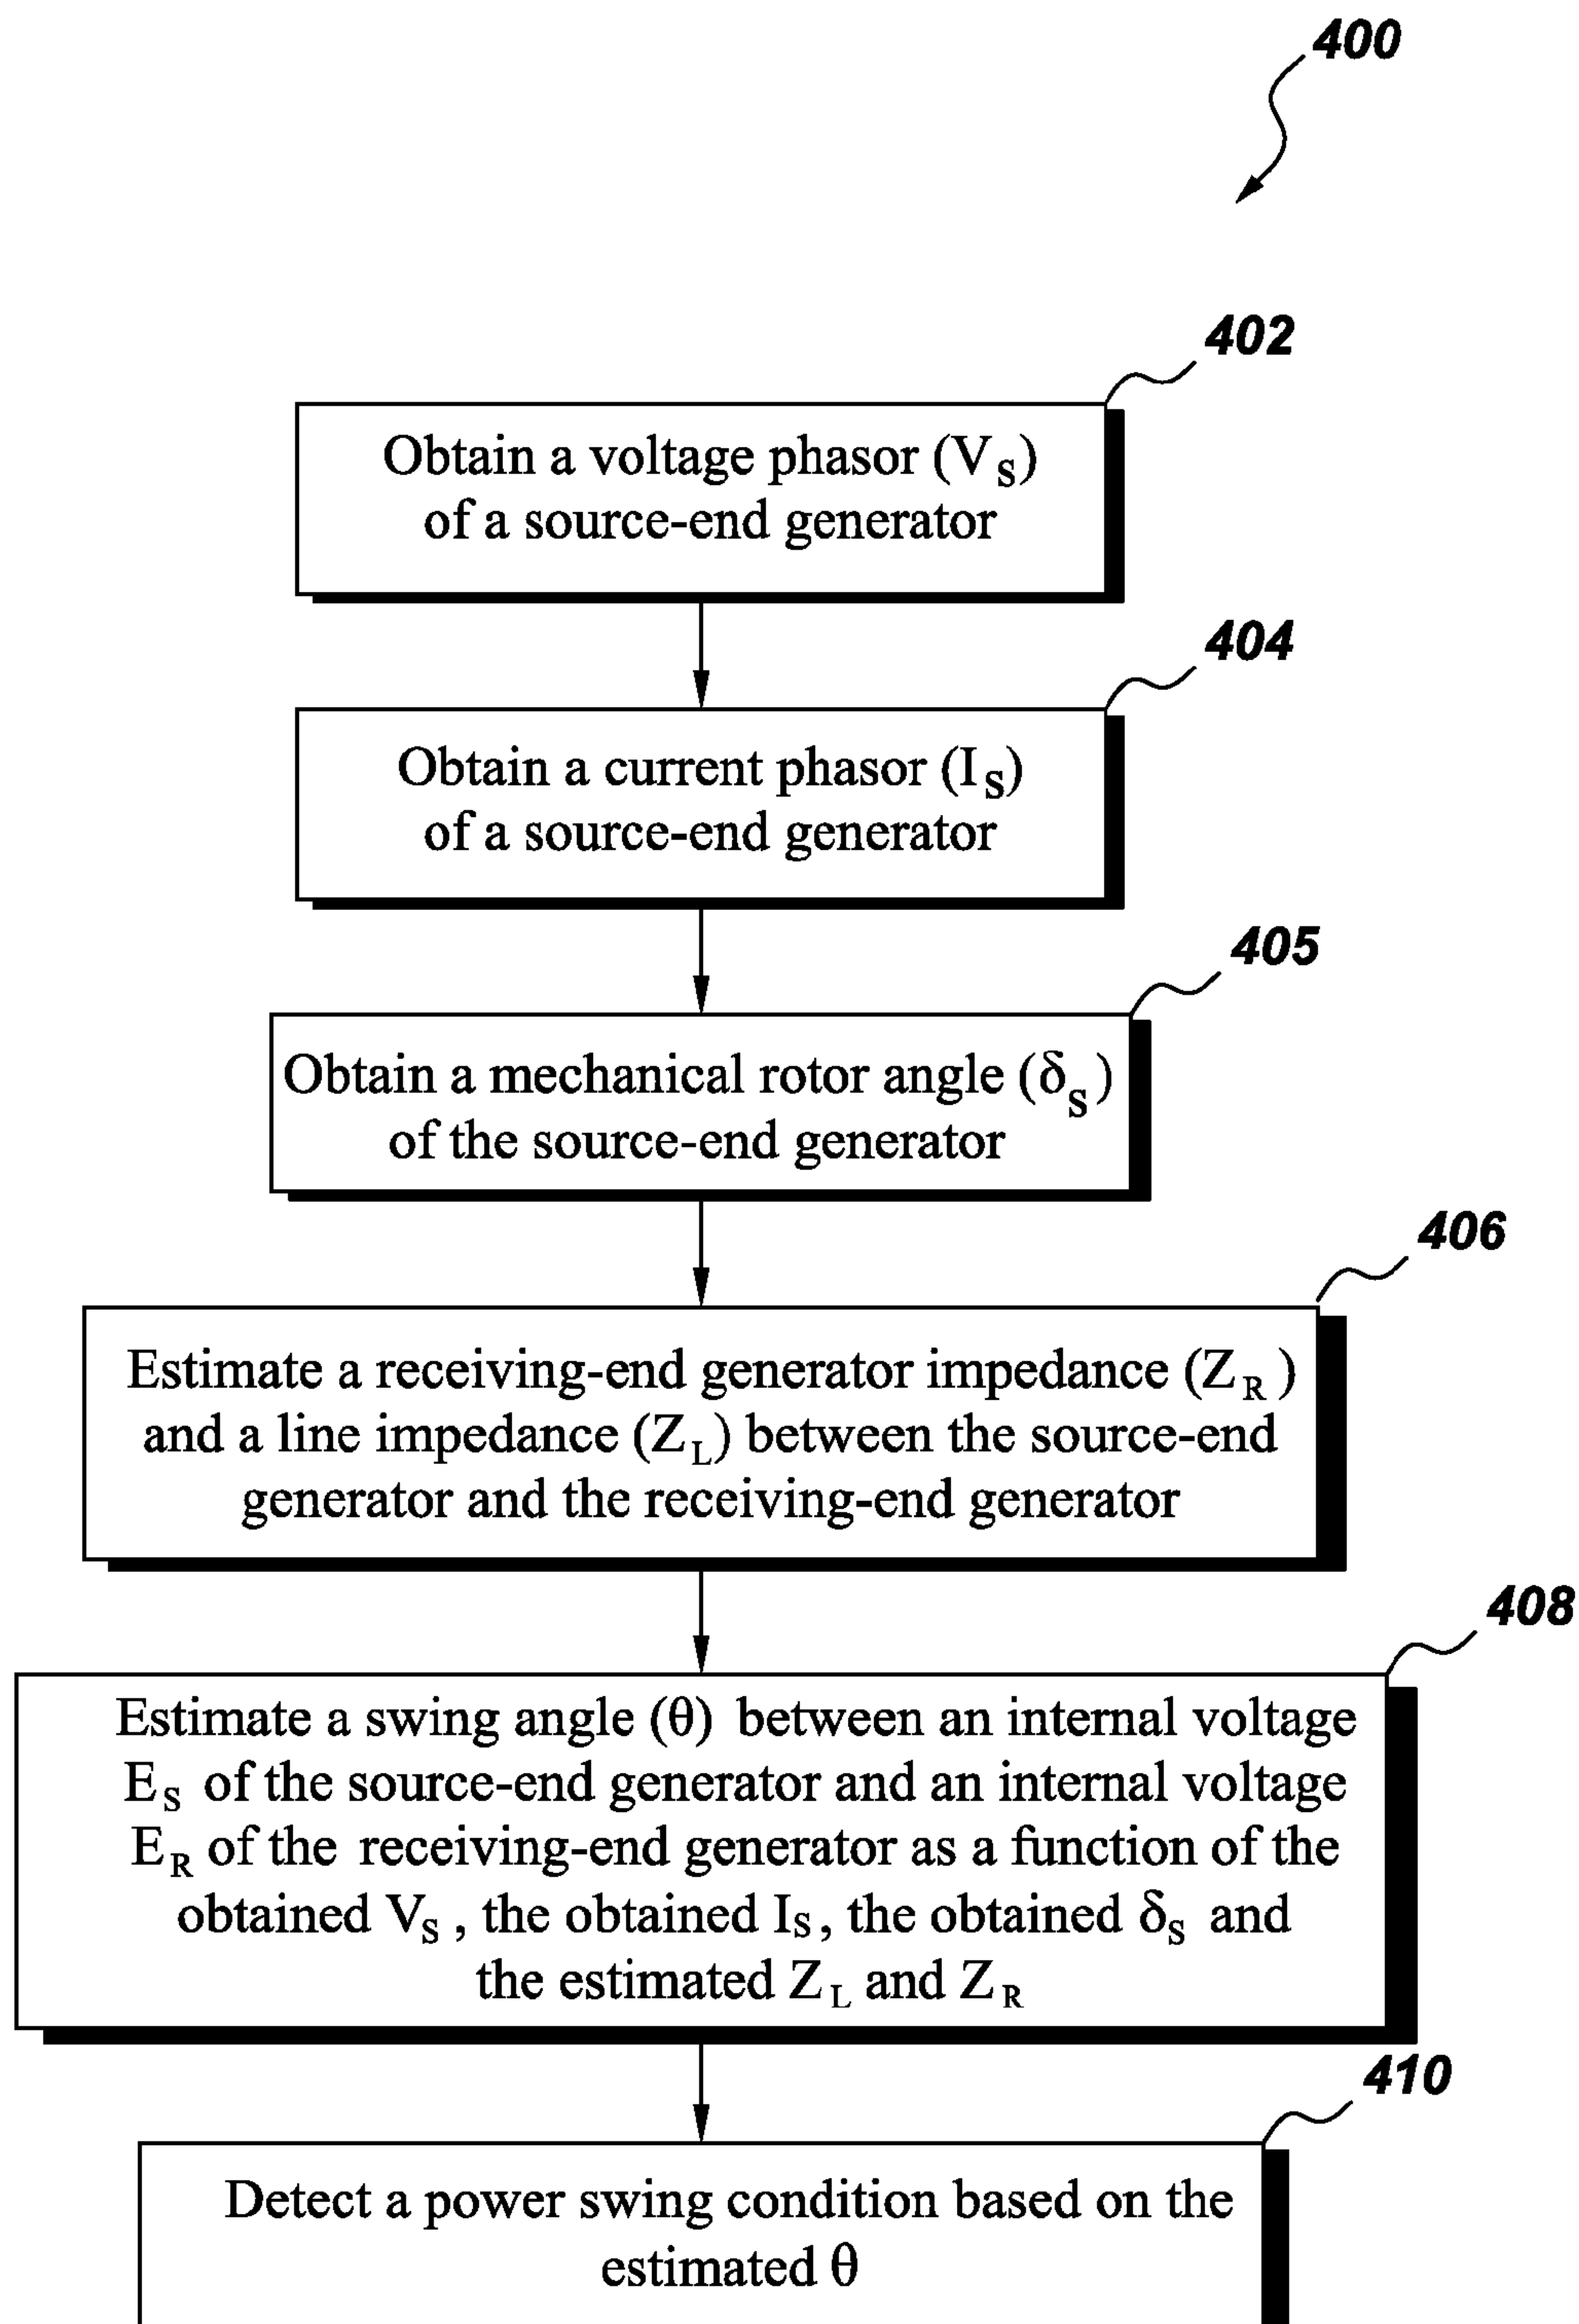 400
402
Obtain a voltage phasor (VS)
of a source-end generator
404
Obtain a current phasor (IS)
of a source-end generator
405
Obtain a mechanical rotor angle (δS)
of the source-end generator
406
Estimate a receiving-end generator impedance (ZR)
and a line impedance (ZL) between the source-end
generator and the receiving-end generator
408
Estimate a swing angle (θ) between an internal voltage
ES of the source-end generator and an internal voltage
ER of the receiving-end generator as a function of the
obtained VS, the obtained IS, the obtained δS and
the estimated ZL and ZR
410
Detect a power swing condition based on the
estimated θ